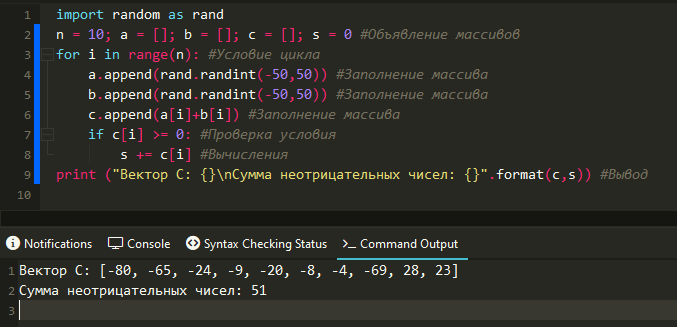 1 import random as rand
2 n = 10; a = []; b = []; c = []; s = 0 #Объявление массивов
3 for i in range(n): #Условие цикла
4 a.append(rand.randint(-50,50)) #Заполнение массива
5 b.append(rand.randint(-50,50)) #Заполнение массива
6 c.append(a[i]+b[i]) #Заполнение массива
7 if c[i] >= 0: #Проверка условия
8 s += c[i] #Вычисления
9 print ("Вектор C: {}\nСумма неотрицательных чисел: {}".format(c,s)) #Вывод
10
Notifications Console Syntax Checking Status Command Output
1 Вектор C: [-80, -65, -24, -9, -20, -8, -4, -69, 28, 23]
2 Сумма неотрицательных чисел: 51
3